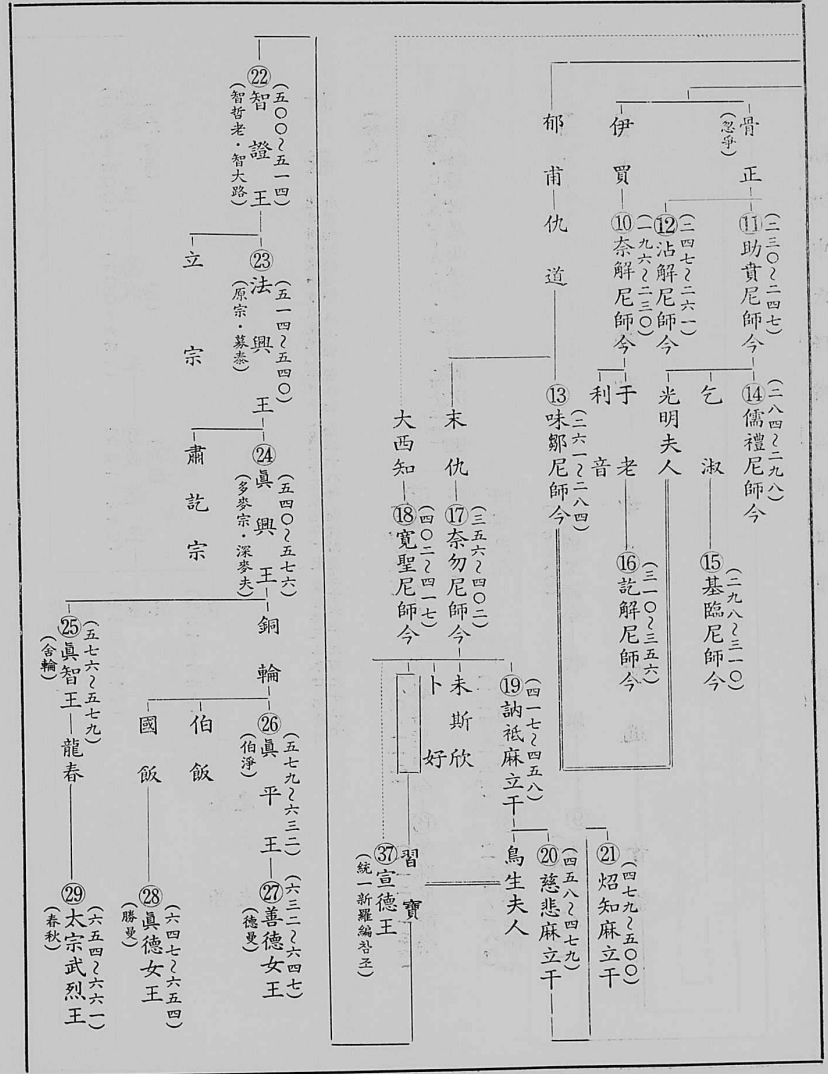 骨正
(忽爭)
⑪助賁尼師今
(二三〇~二四七)
⑫沾解尼師今
(二四七~二六一)
⑭儒禮尼師今
(二八四~二九八)
乞淑
⑮基臨尼師今
(二九八~三一〇)
光明夫人
伊買
⑩奈解尼師今
(一九六~二三〇)
于老
⑯訖解尼師今
(三一〇~三五六)
利音
郁甫
仇道
⑬味鄒尼師今
(二六一~二八四)
末仇
⑰奈勿尼師今
(三五六~四〇二)
大西知
⑱寬聖尼師今
(四〇二~四一七)
⑲訥祗麻立干
(四一七~四五八)
未斯欣
卜好
㉑炤知麻立干
(四七九~五〇〇)
⑳慈悲麻立干
(四五八~四七九)
鳥生夫人
習寶
㊲宣德王
(統一新羅編참조)
㉒智證王
(五〇〇~五一四)
(智哲老·智大路)
㉓法興王
(五一四~五四〇)
(原宗·募泰)
立宗
㉔眞興王
(五四〇~五七六)
(多麥宗·深麥夫)
肅訖宗
銅輪
㉕眞智王
(五七六~五七九)
(舍輪)
龍春
㉖眞平王
(五七九~六三二)
(伯淨)
伯飯
國飯
㉗善德女王
(六三二~六四七)
(德曼)
㉘眞德女王
(六四七~六五四)
(勝曼)
㉙太宗武烈王
(六五四~六六一)
(春秋)